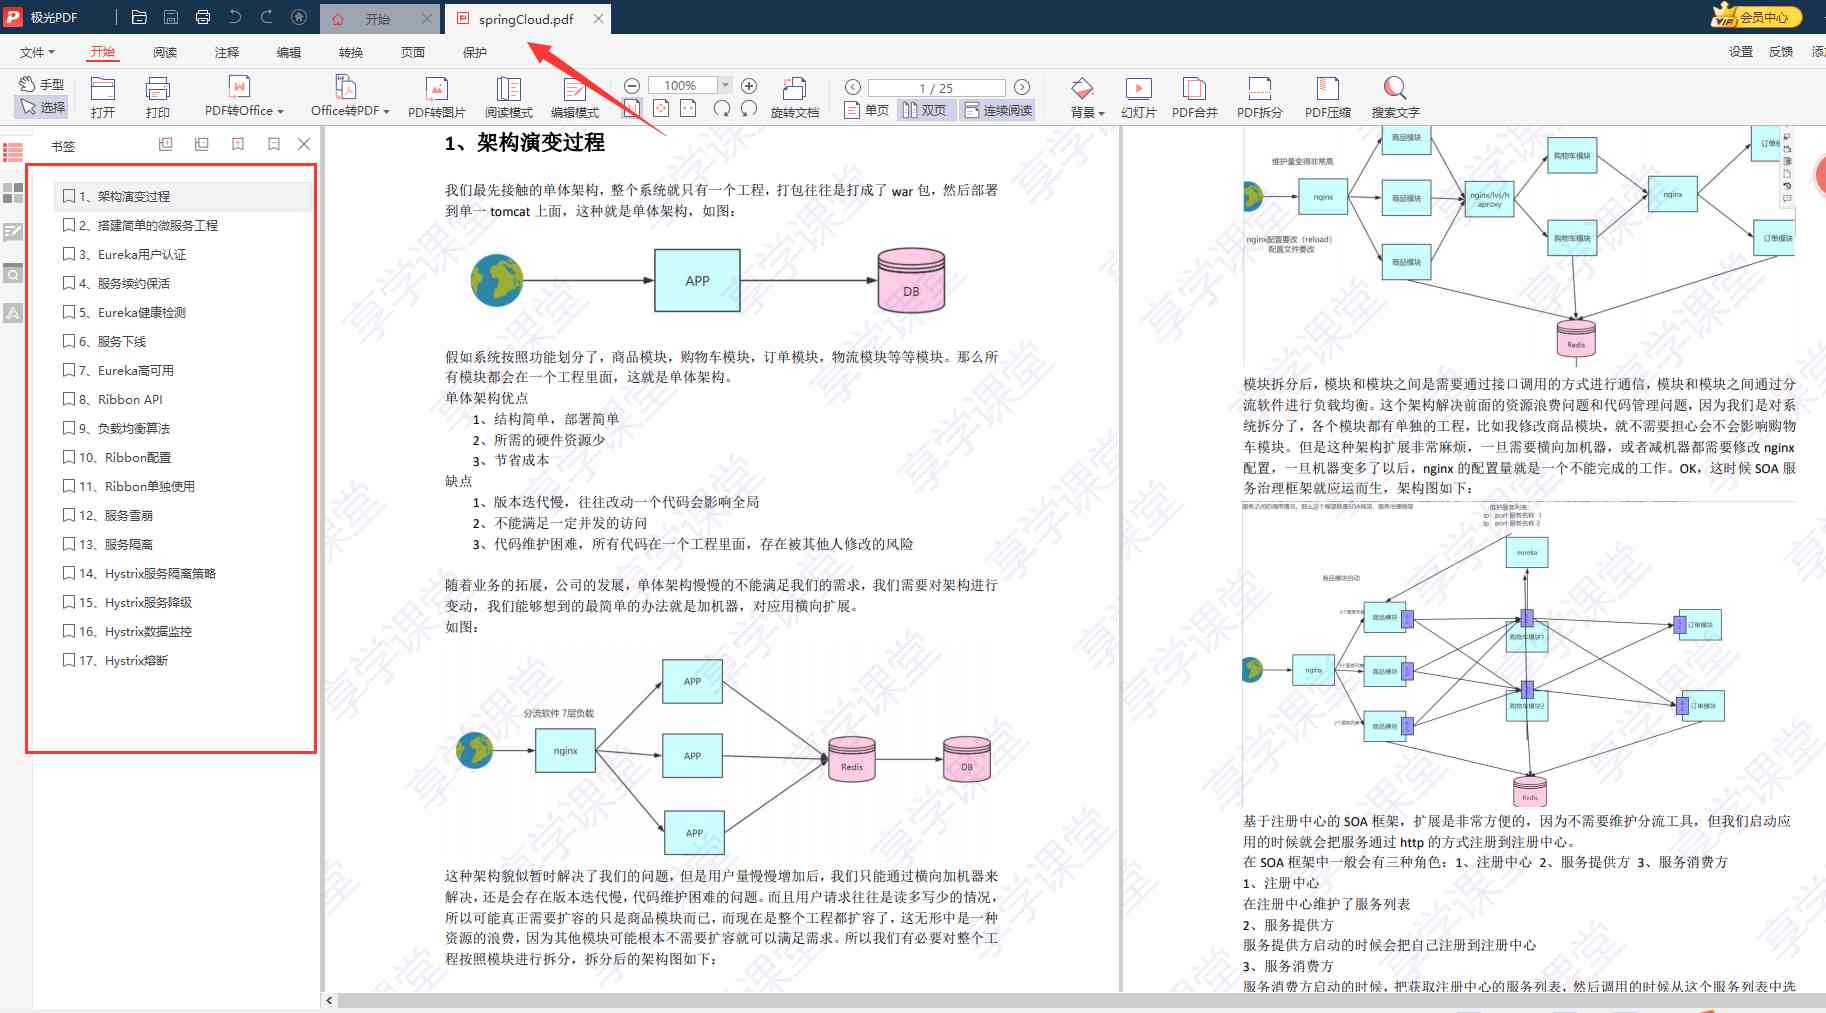 极光PDF
开始
springCloud.pdf
VIP
会员中心
文件
开始
阅读
注释
编辑
转换
页面
保护
设置
反馈
手型
选择
打开
打印
PDF转Office
Office转PDF
PDF转图片
阅读模式
编辑模式
100%
旋转文档
1 / 25
单页
双页
连续阅读
背景
幻灯片
PDF合并
PDF拆分
PDF压缩
搜索文字
书签
1、架构演变过程
2、搭建简单的微服务工程
3、Eureka用户认证
4、服务续约保活
5、Eureka健康检测
6、服务下线
7、Eureka高可用
8、Ribbon API
9、负载均衡算法
10、Ribbon配置
11、Ribbon单独使用
12、服务雪崩
13、服务隔离
14、Hystrix服务隔离策略
15、Hystrix服务降级
16、Hystrix数据监控
17、Hystrix熔断
1、架构演变过程
我们最先接触的单体架构，整个系统就只有一个工程，打包往往是打成了 war 包，然后部署
到单一 tomcat 上面，这种就是单体架构，如图：
APP
DB
假如系统按照功能划分了，商品模块，购物车模块，订单模块，物流模块等等模块。那么所
有模块都会在一个工程里面，这就是单体架构。
单体架构优点
1、结构简单，部署简单
2、所需的硬件资源少
3、节省成本
缺点
1、版本迭代慢，往往改动一个代码会影响全局
2、不能满足一定并发的访问
3、代码维护困难，所有代码在一个工程里面，存在被其他人修改的风险
随着业务的拓展，公司的发展，单体架构慢慢的不能满足我们的需求，我们需要对架构进行
变动，我们能够想到的最简单的办法就是加机器，对应用横向扩展。
如图：
分流软件 7层负载
nginx
APP
APP
APP
Redis
DB
这种架构貌似暂时解决了我们的问题，但是用户量慢慢增加后，我们只能通过横向加机器来
解决，还是会存在版本迭代慢，代码维护困难的问题。而且用户请求往往是读多写少的情况，
所以可能真正需要扩容的只是商品模块而已，而现在是整个工程都扩容了，这无形中是一种
资源的浪费，因为其他模块可能根本不需要扩容就可以满足需求。所以我们有必要对整个工
程按照模块进行拆分，拆分后的架构图如下：
维护量变得非常高
nginx
nginx配置要改（reload）
配置文件要改
商品模块
商品模块
商品模块
nginx/lvs/h
aproxy
购物车模块
购物车模块
nginx
订单模块
Redis
模块拆分后，模块和模块之间是需要通过接口调用的方式进行通信，模块和模块之间通过分
流软件进行负载均衡。这个架构解决前面的资源浪费问题和代码管理问题，因为我们是对系
统拆分了，各个模块都有单独的工程，比如我修改商品模块，就不需要担心会不会影响购物
车模块。但是这种架构扩展非常麻烦，一旦需要横向加机器，或者减机器都需要修改 nginx
配置，一旦机器变多了以后，nginx 的配置量就是一个不能完成的工作。OK，这时候 SOA 服
务治理框架就应运而生，架构图如下：
维护服务列表:
ip：port 服务名称 1
ip：port 服务名称 2
eureka
商品模块启动
nginx
商品模块
商品模块
商品模块
购物车模块1
购物车模块2
订单模块
订单模块
Redis
基于注册中心的 SOA 框架，扩展是非常方便的，因为不需要维护分流工具，但我们启动应
用的时候就会把服务通过 http 的方式注册到注册中心。
在 SOA 框架中一般会有三种角色：1、注册中心 2、服务提供方 3、服务消费方
1、注册中心
在注册中心维护了服务列表
2、服务提供方
服务提供方启动的时候会把自己注册到注册中心
3、服务消费方
服务消费方启动的时候，把获取注册中心的服务列表，然后调用的时候从这个服务列表中选
享学课堂